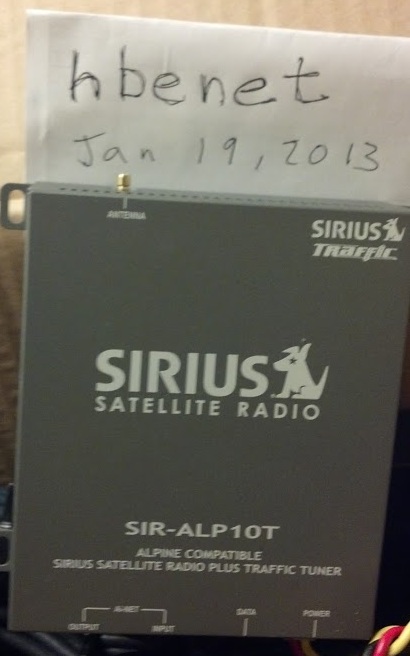 hbenet
Jan 19, 2013
ANTENNA
SIRIUS
TRAFFIC
SIRIUS
SATELLITE RADIO
SIR-ALP10T
ALPINE COMPATIBLE
SIRIUS SATELLITE RADIO PLUS TRAFFIC TUNER
AI-NET
OUTPUT INPUT DATA POWER